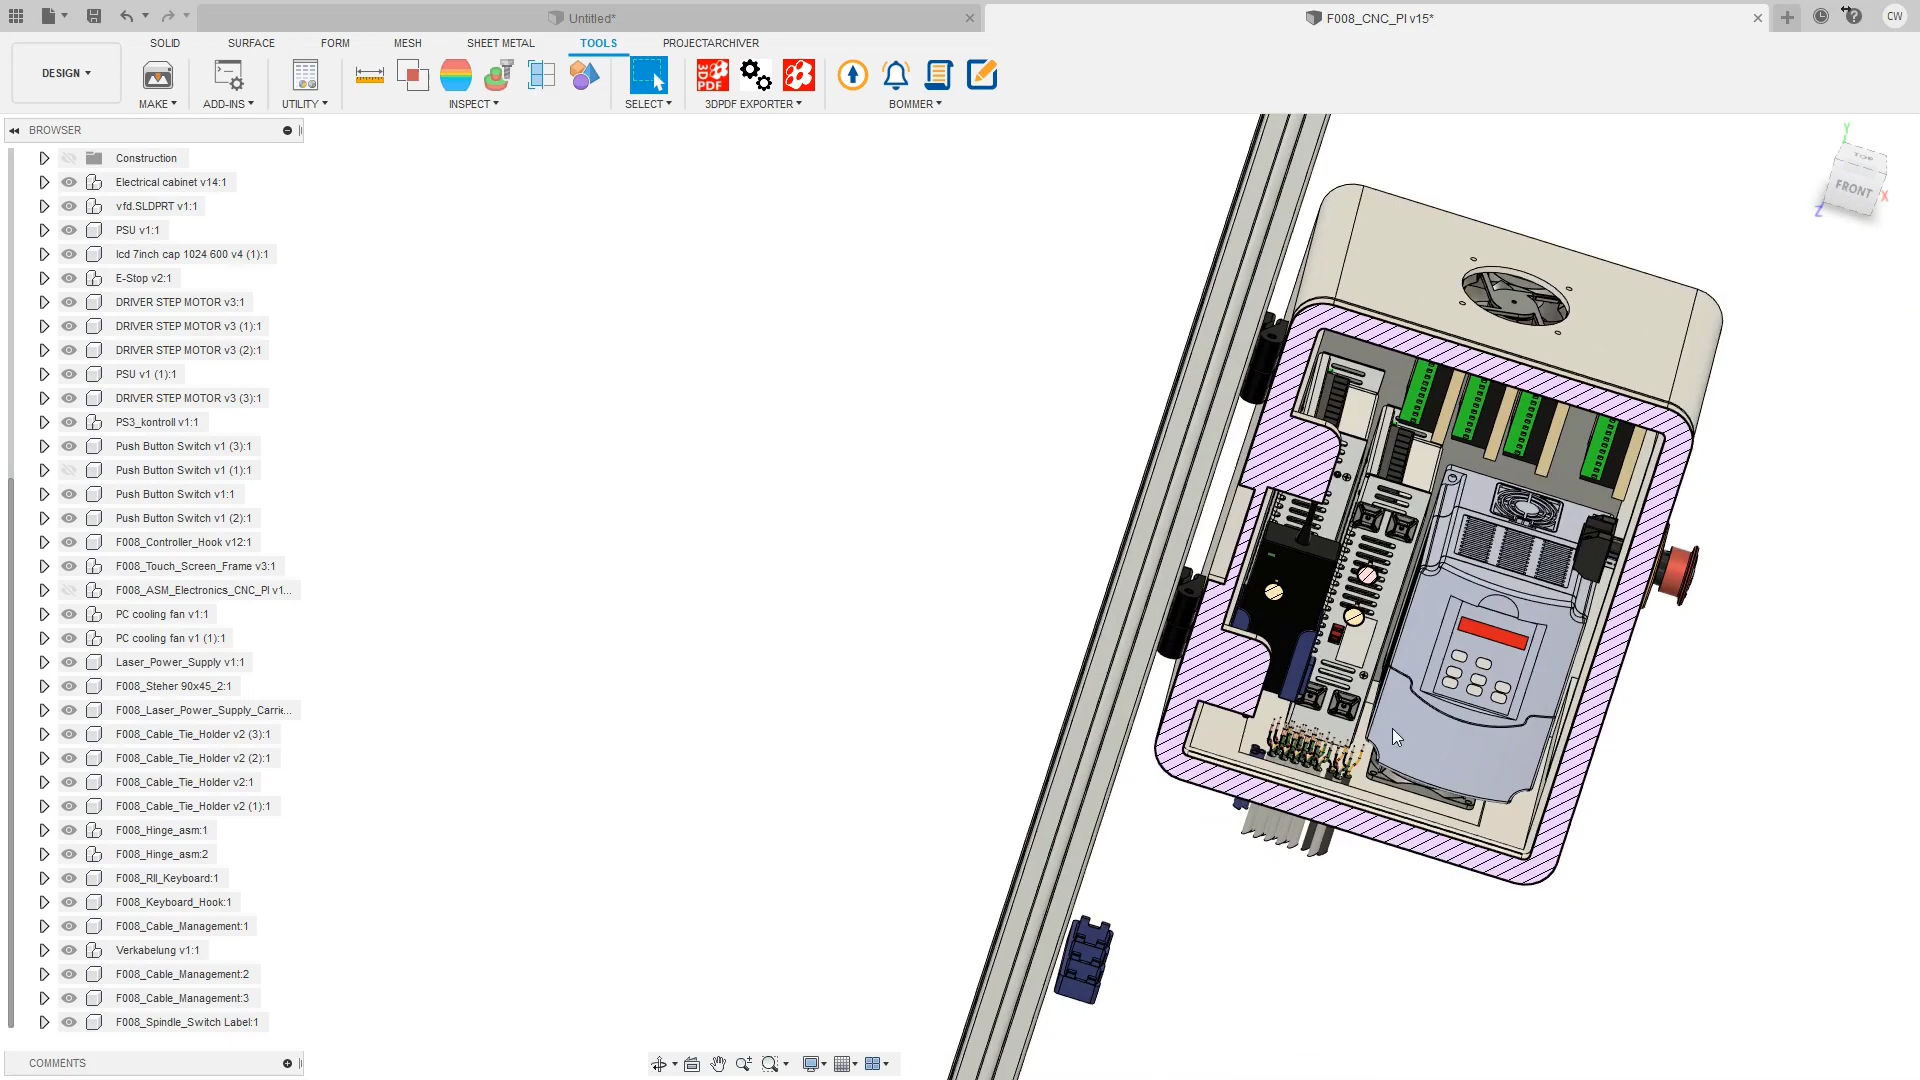 Untitled*
F008_CNC_PI v15*
CW
DESIGN
SOLID
SURFACE
FORM
MESH
SHEET METAL
TOOLS
PROJECTARCHIVER
MAKE
ADD-INS
UTILITY
INSPECT
SELECT
3DPDF EXPORTER
BOMMER
3D PDF
BROWSER
Construction
Electrical cabinet v14:1
vfd.SLDPRT v1:1
PSU v1:1
lcd 7inch cap 1024 600 v4 (1):1
E-Stop v2:1
DRIVER STEP MOTOR v3:1
DRIVER STEP MOTOR v3 (1):1
DRIVER STEP MOTOR v3 (2):1
PSU v1 (1):1
DRIVER STEP MOTOR v3 (3):1
PS3_kontroll v1:1
Push Button Switch v1 (3):1
Push Button Switch v1 (1):1
Push Button Switch v1:1
Push Button Switch v1 (2):1
F008_Controller_Hook v12:1
F008_Touch_Screen_Frame v3:1
F008_ASM_Electronics_CNC_PI v1...
PC cooling fan v1:1
PC cooling fan v1 (1):1
Laser_Power_Supply v1:1
F008_Steher 90x45_2:1
F008_Laser_Power_Supply_Carrie...
F008_Cable_Tie_Holder v2 (3):1
F008_Cable_Tie_Holder v2 (2):1
F008_Cable_Tie_Holder v2:1
F008_Cable_Tie_Holder v2 (1):1
F008_Hinge_asm:1
F008_Hinge_asm:2
F008_RII_Keyboard:1
F008_Keyboard_Hook:1
F008_Cable_Management:1
Verkabelung v1:1
F008_Cable_Management:2
F008_Cable_Management:3
F008_Spindle_Switch Label:1
COMMENTS
Y
TOP
FRONT
X
Z